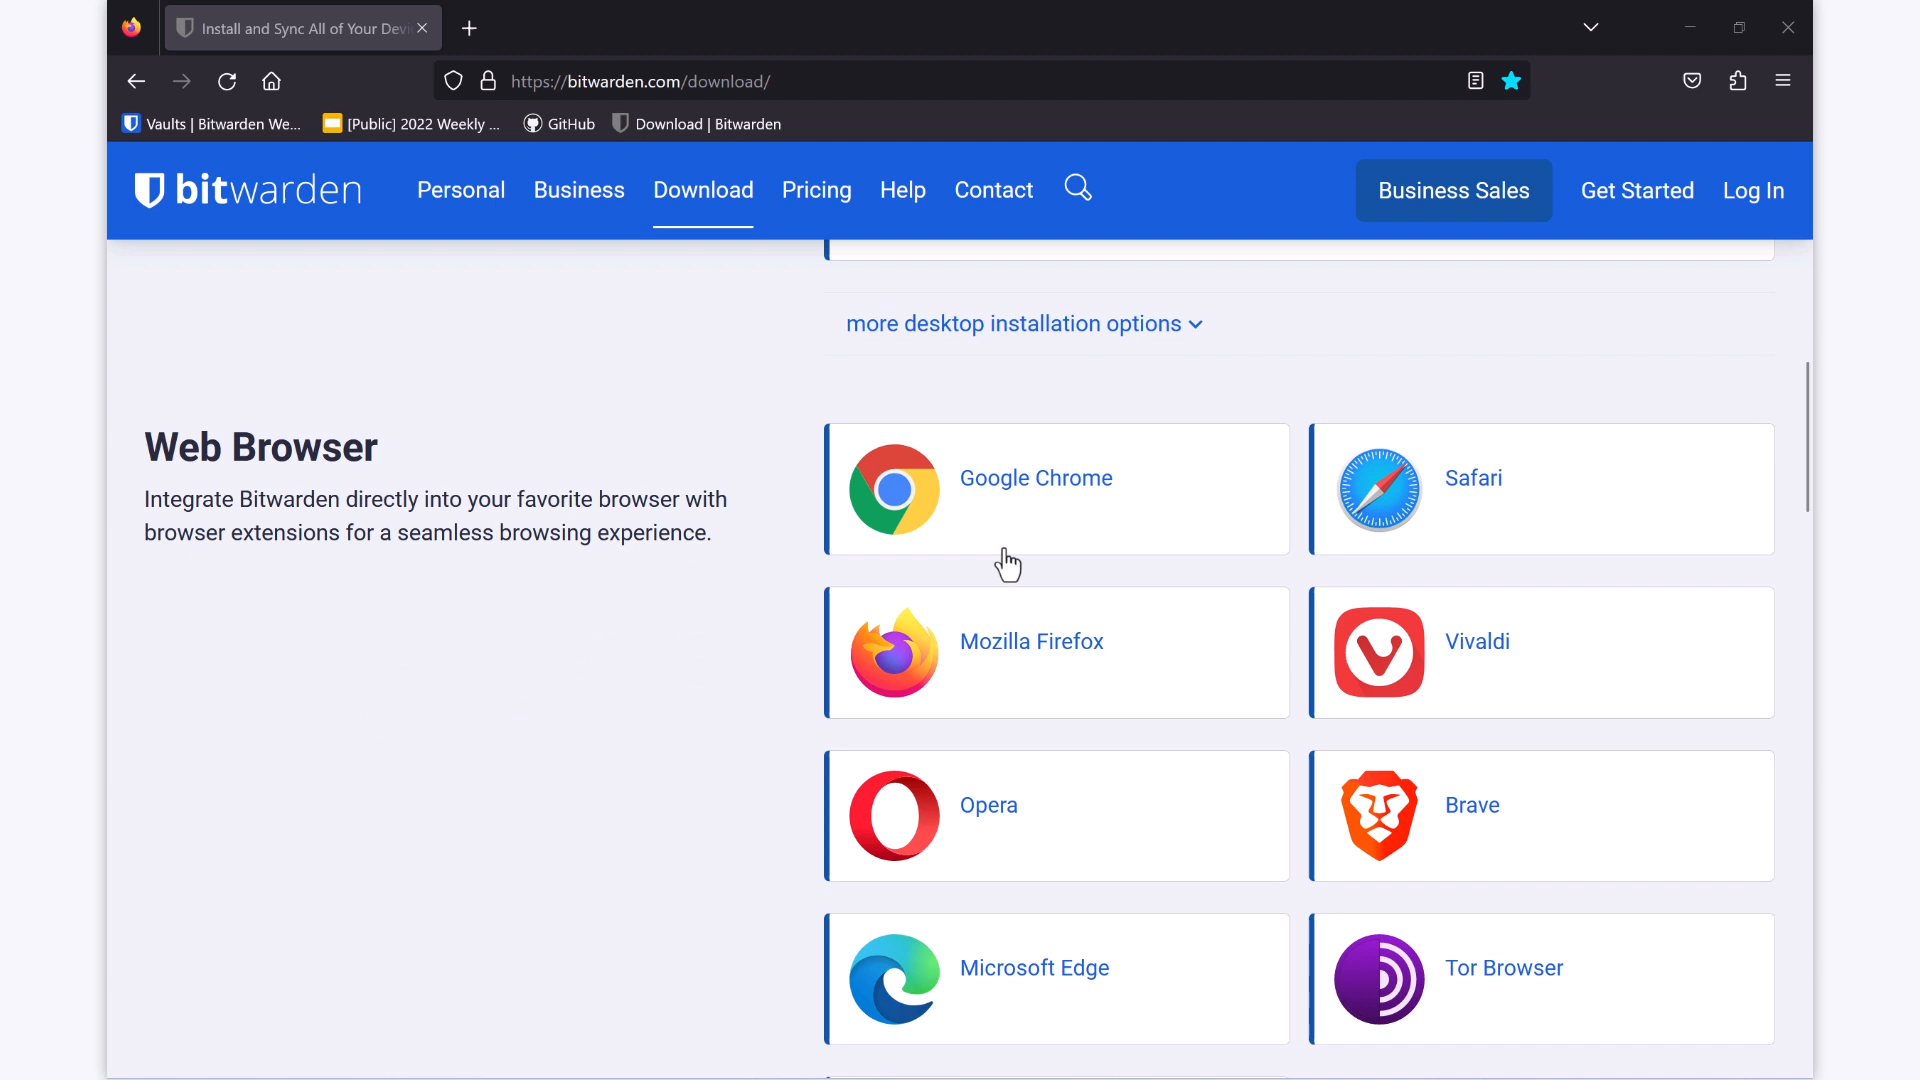 Install and Sync All of Your Devi
https://bitwarden.com/download/
Vaults | Bitwarden We...
[Public] 2022 Weekly ...
GitHub
Download | Bitwarden
bitwarden
Personal
Business
Download
Pricing
Help
Contact
Business Sales
Get Started
Log In
more desktop installation options
Web Browser
Integrate Bitwarden directly into your favorite browser with
browser extensions for a seamless browsing experience.
Google Chrome
Safari
Mozilla Firefox
Vivaldi
Opera
Brave
Microsoft Edge
Tor Browser